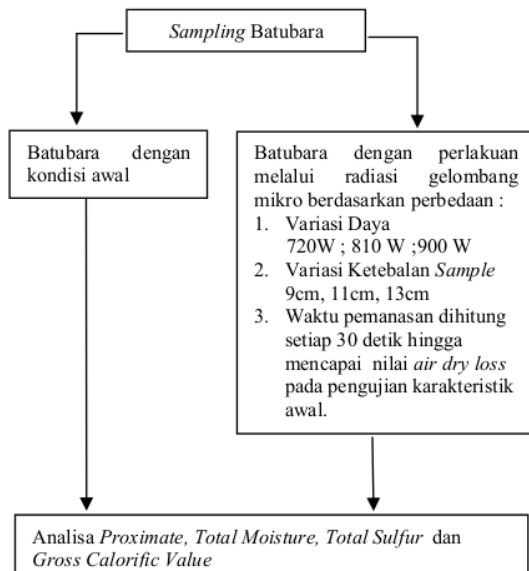 Sampling Batubara
Batubara dengan
kondisi awal
Batubara dengan perlakuan
melalui radiasi gelombang
mikro berdasarkan perbedaan :
1. Variasi Daya
720W ; 810 W ;900 W
2. Variasi Ketebalan Sample
9cm, 11cm, 13cm
3. Waktu pemanasan dihitung
setiap 30 detik hingga
mencapai nilai air dry loss
pada pengujian karakteristik
awal.
Analisa Proximate, Total Moisture, Total Sulfur dan
Gross Calorific Value